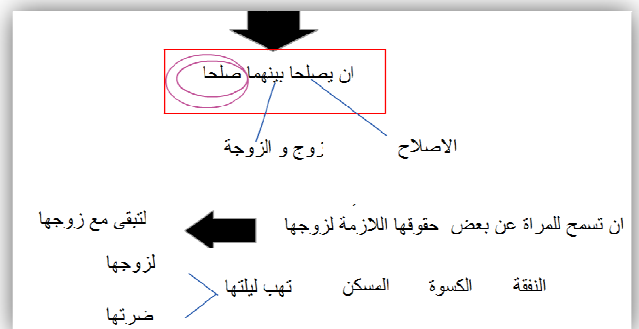 ان يصلحا بينهما صلحا
الاصلاح زوج و الزوجة
ان تسمح للمراة عن بعض حقوقها اللازمة لزوجها لتبقى مع زوجها
النفقة الكسوة المسكن تهب ليلتها لزوجها
ضرتها